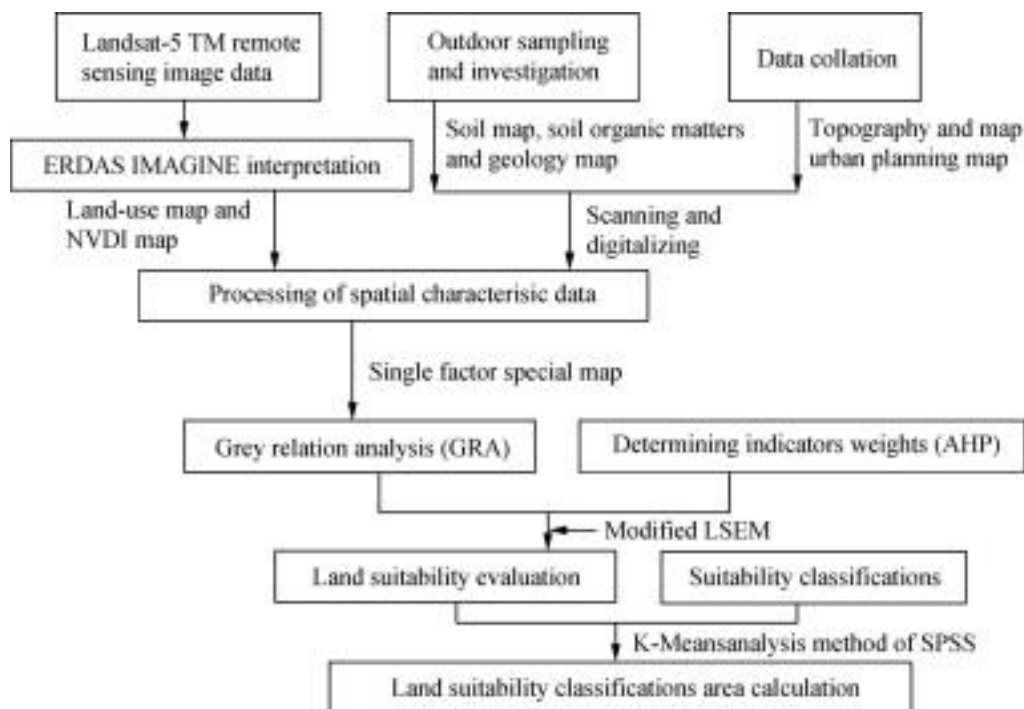 Landsat-5 TM remote
sensing image data
Outdoor sampling
and investigation
Data collation
ERDAS IMAGINE interpretation
Soil map, soil organic matters
and geology map
Topography and map
urban planning map
Land-use map and
NVDI map
Scanning and
digitalizing
Processing of spatial characterisic data
Single factor special map
Grey relation analysis (GRA)
Determining indicators weights (AHP)
Modified LSEM
Land suitability evaluation
Suitability classifications
K-Meansanalysis method of SPSS
Land suitability classifications area calculation